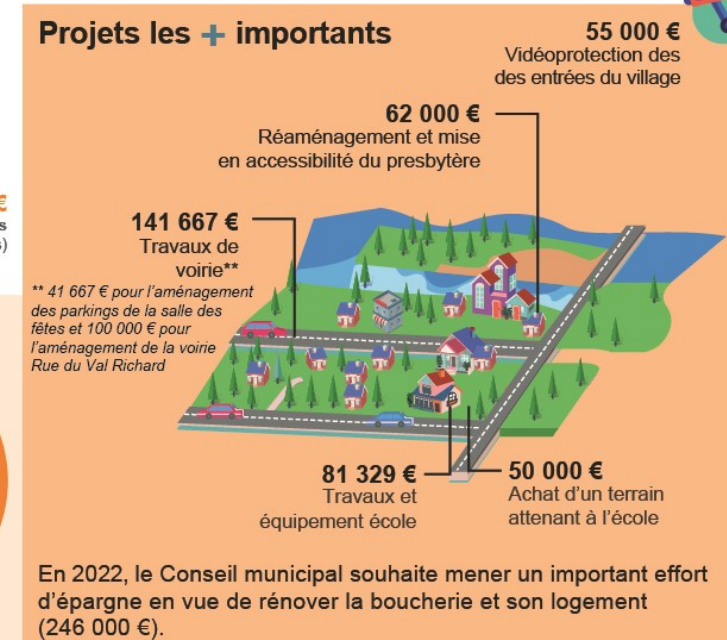 Projets les + importants
55 000 €
Vidéoprotection des
des entrées du village
62 000 €
Réaménagement et mise
en accessibilité du presbytère
€
s
s)
141 667 €
Travaux de
voirie**
** 41 667 € pour l'aménagement
des parkings de la salle des
fêtes et 100 000 € pour
l'aménagement de la voirie
Rue du Val Richard
81 329 €
Travaux et
équipement école
50 000 €
Achat d'un terrain
attenant à l'école
En 2022, le Conseil municipal souhaite mener un important effort
d'épargne en vue de rénover la boucherie et son logement
(246 000 €).